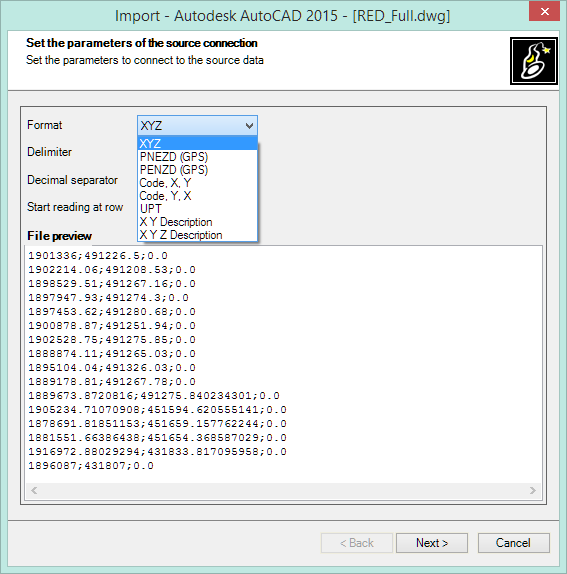 Import - Autodesk AutoCAD 2015 - [RED_Full.dwg]
Set the parameters of the source connection
Set the parameters to connect to the source data
Format
XYZ
XYZ
PNEZD (GPS)
Delimiter
PENZD (GPS)
Code, X, Y
Decimal separator
Code, Y, X
UPT
Start reading at row
X Y Description
X Y Z Description
File preview
1901336;491226.5;0.0
1902214.06;491208.53;0.0
1898529.51;491267.16;0.0
1897947.93;491274.3;0.0
1897453.62;491280.68;0.0
1900878.87;491251.94;0.0
1902528.75;491275.85;0.0
1888874.11;491265.03;0.0
1895104.04;491326.03;0.0
1889178.81;491267.78;0.0
1889673.8720816;491275.840234301;0.0
1905234.71070908;451594.620555141;0.0
1878691.81851153;451659.157762244;0.0
1881551.66386438;451654.368587029;0.0
1916972.88029294;431833.817095958;0.0
1896087;431807;0.0
< Back
Next >
Cancel